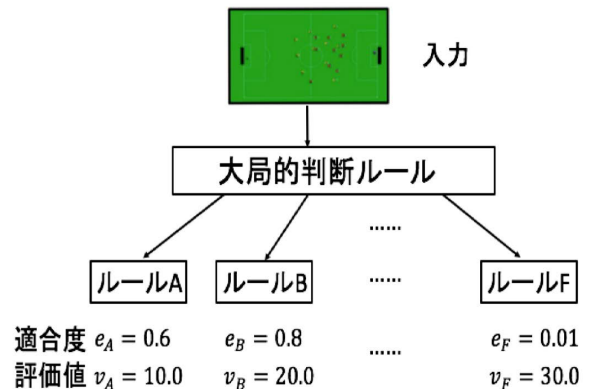 入力
大局的判断ルール
……
ルールA ルールB …… ルールF
適合度 e_A = 0.6 e_B = 0.8 e_F = 0.01
……
評価値 v_A = 10.0 v_B = 20.0 v_F = 30.0